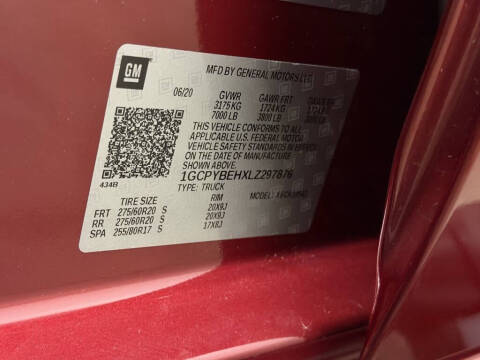 GM
MFD BY GENERAL MOTORS LLC
06/20 GVWR GAWR FRT
3175 KG 1724 KG
7000 LB 3800 LB
THIS VEHICLE CONFORMS TO ALL
APPLICABLE U.S. FEDERAL MOTOR
VEHICLE SAFETY STANDARDS IN EFFECT
ON THE DATE OF MANUFACTURE
SHOWN ABOVE.
1GCPYBEHXLZ297876
434B
TYPE: TRUCK MODEL:
TIRE SIZE RIM
FRT 275/60R20 S 20X9J
RR 275/60R20 S 20X9J
SPA 255/80R17 S 17X8J